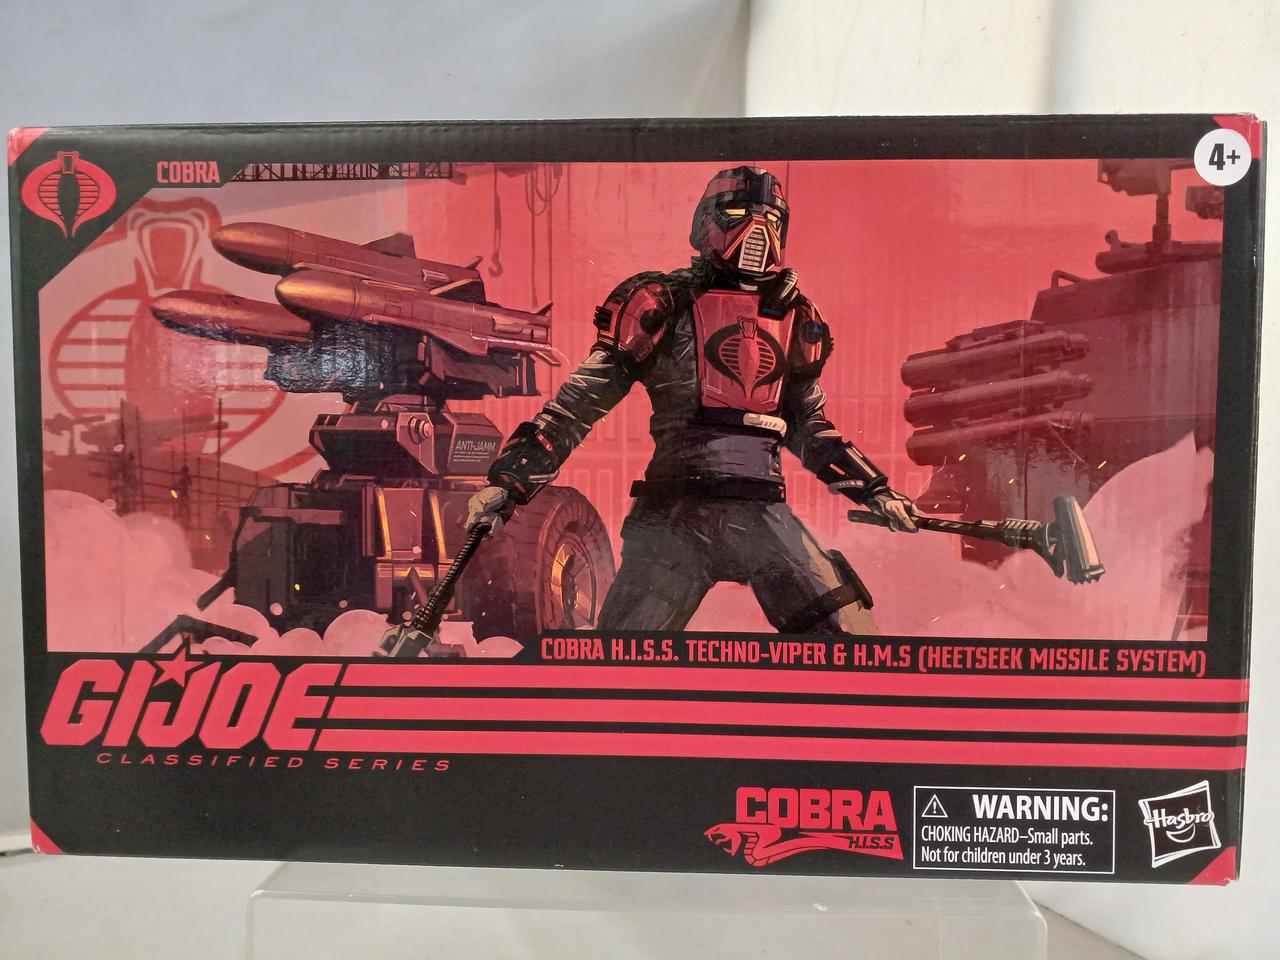 COBRA
4+
ANTI-JAMM
COBRA H.I.S.S. TECHNO-VIPER & H.M.S (HEETSEEK MISSILE SYSTEM)
GIJOE
CLASSIFIED SERIES
COBRA
H.I.S.S
WARNING:
CHOKING HAZARD–Small parts.
Not for children under 3 years.
Hasbro